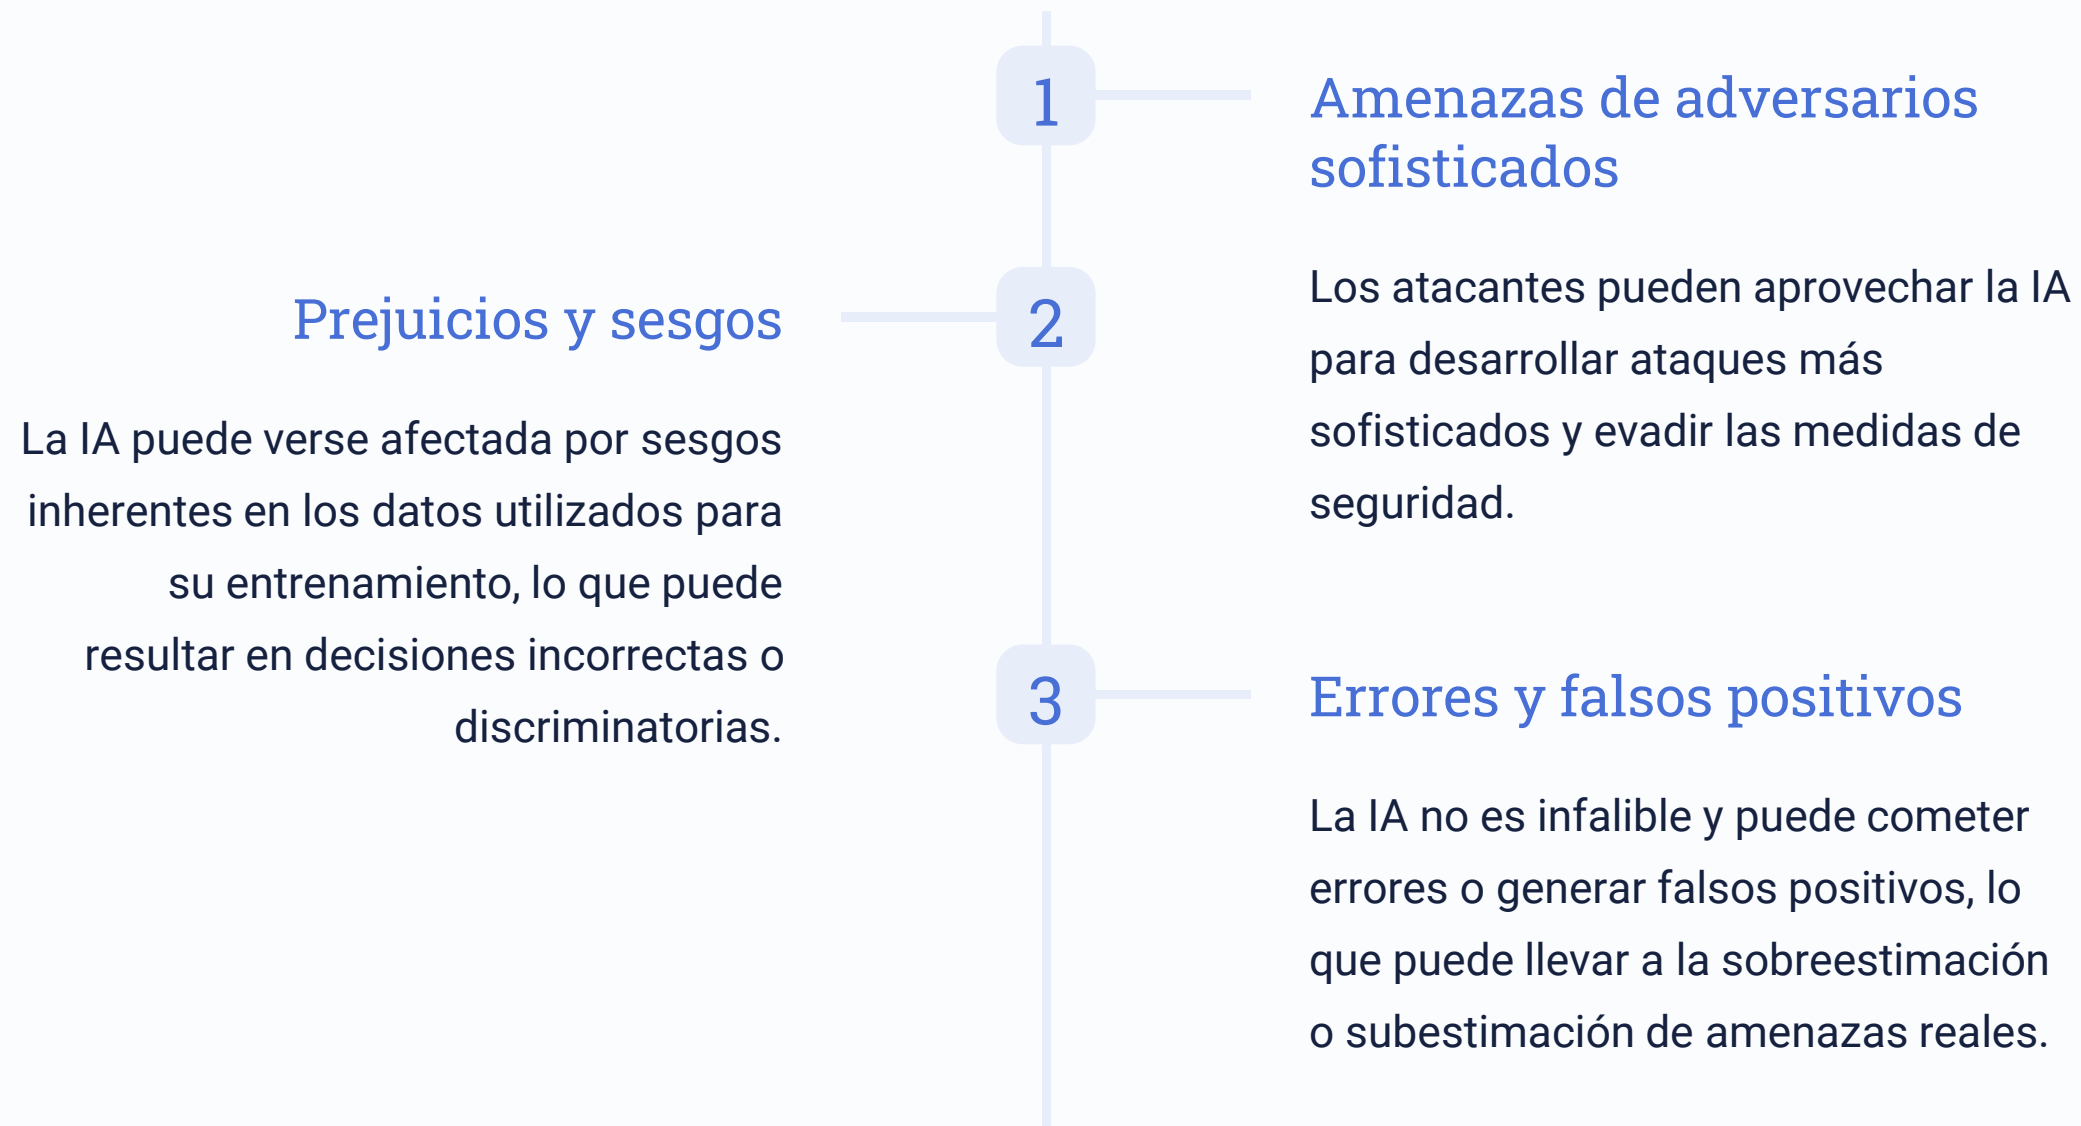 1
Amenazas de adversarios
sofisticados
Los atacantes pueden aprovechar la IA
para desarrollar ataques más
sofisticados y evadir las medidas de
seguridad.
2
Prejuicios y sesgos
La IA puede verse afectada por sesgos
inherentes en los datos utilizados para
su entrenamiento, lo que puede
resultar en decisiones incorrectas o
discriminatorias.
3
Errores y falsos positivos
La IA no es infalible y puede cometer
errores o generar falsos positivos, lo
que puede llevar a la sobreestimación
o subestimación de amenazas reales.